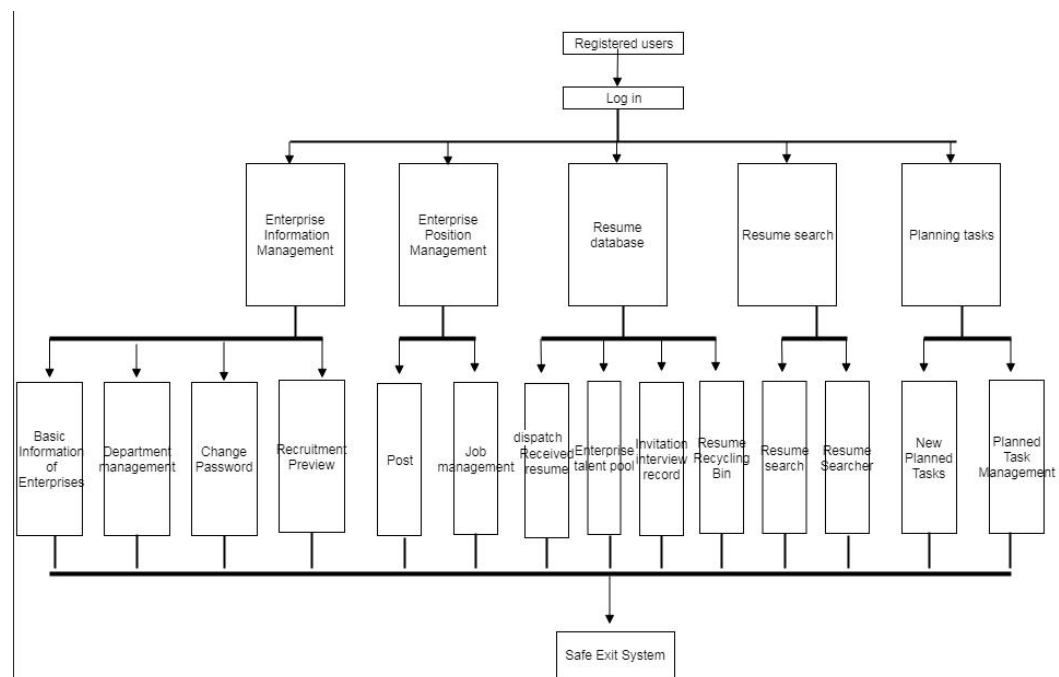 Registered users
Log in
Enterprise
Information
Management
Enterprise
Position
Management
Resume
database
Resume search
Planning tasks
Basic
Information
of
Enterprises
Department
management
Change
Password
Recruitment
Preview
Post
Job
management
dispatch
Received
resume
Enterprise
talent pool
Invitation
interview
record
Resume
Recycling
Bin
Resume
search
Resume
Searcher
New
Planned
Tasks
Planned
Task
Management
Safe Exit System